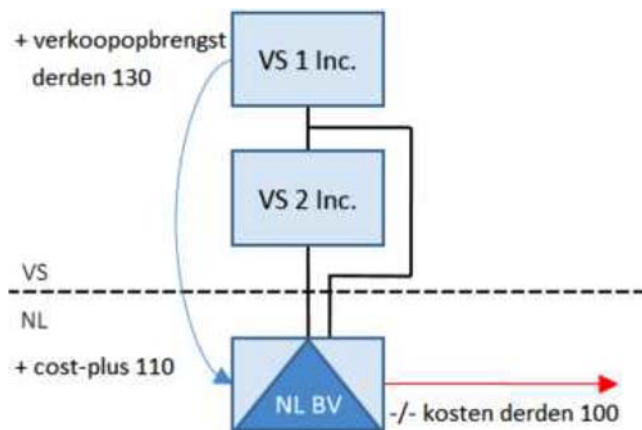 + verkoopopbrengst
derden 130
VS 1 Inc.
VS 2 Inc.
VS
NL
+ cost-plus 110
NL BV
-/- kosten derden 100